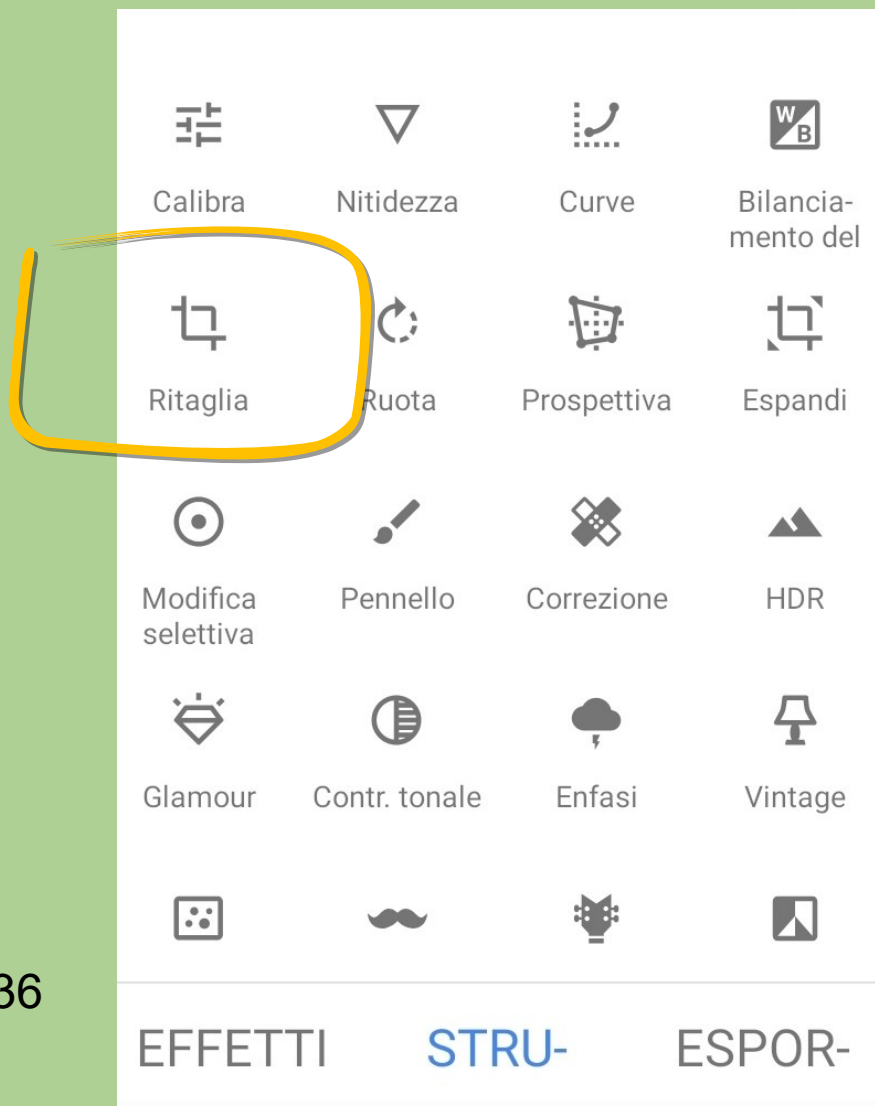 W B
Calibra Nitidezza Curve Bilancia-
mento del
Ritaglia Ruota Prospettiva Espandi
Modifica Pennello Correzione HDR
selettiva
Glamour Contr. tonale Enfasi Vintage
36
EFFETTI STRU- ESPOR-